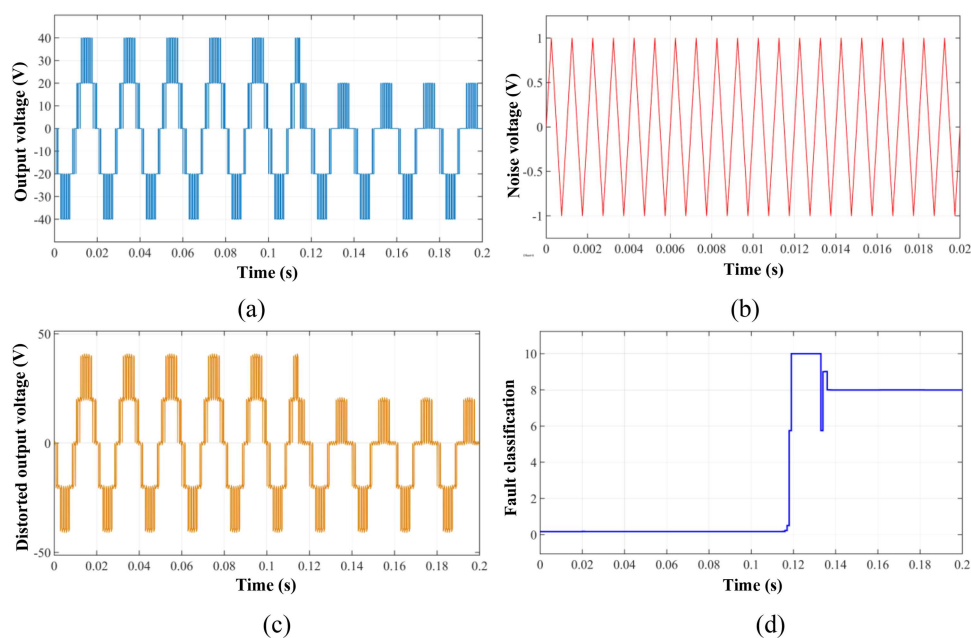 Output voltage (V)
40
30
20
10
0
-10
-20
-30
-40
0 0.02 0.04 0.06 0.08 0.1 0.12 0.14 0.16 0.18 0.2
Time (s)
(a)
Noise voltage (V)
1
0.5
0
-0.5
-1
0 0.002 0.004 0.006 0.008 0.01 0.012 0.014 0.016 0.018 0.02
Time (s)
(b)
Distorted output voltage (V)
50
0
-50
0 0.02 0.04 0.06 0.08 0.1 0.12 0.14 0.16 0.18 0.2
Time (s)
(c)
Fault classification
10
8
6
4
2
0
0 0.02 0.04 0.06 0.08 0.1 0.12 0.14 0.16 0.18 0.2
Time (s)
(d)